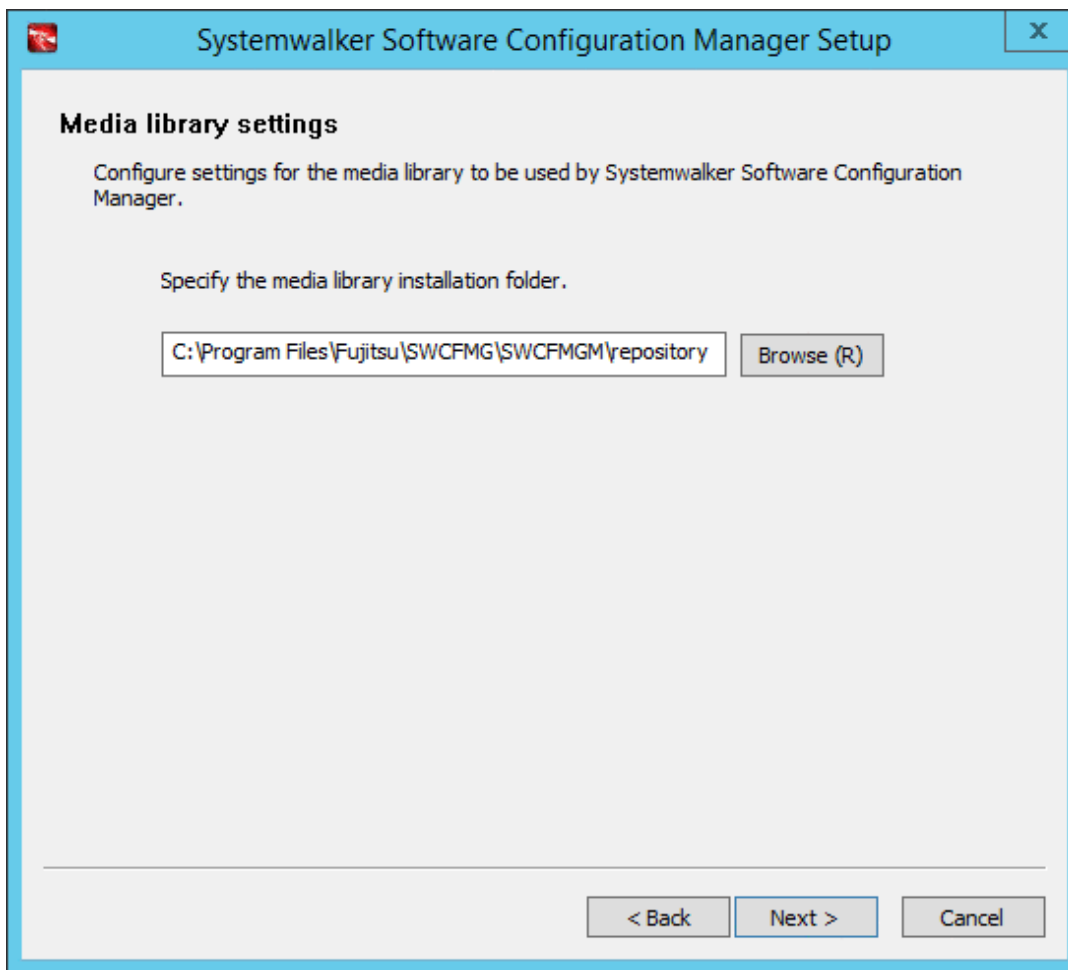 Systemwalker Software Configuration Manager Setup
x
Media library settings
Configure settings for the media library to be used by Systemwalker Software Configuration
Manager.
Specify the media library installation folder.
C:\Program Files\Fujitsu\SWCFMG\SWCFMGM\repository
Browse (R)
< Back
Next >
Cancel